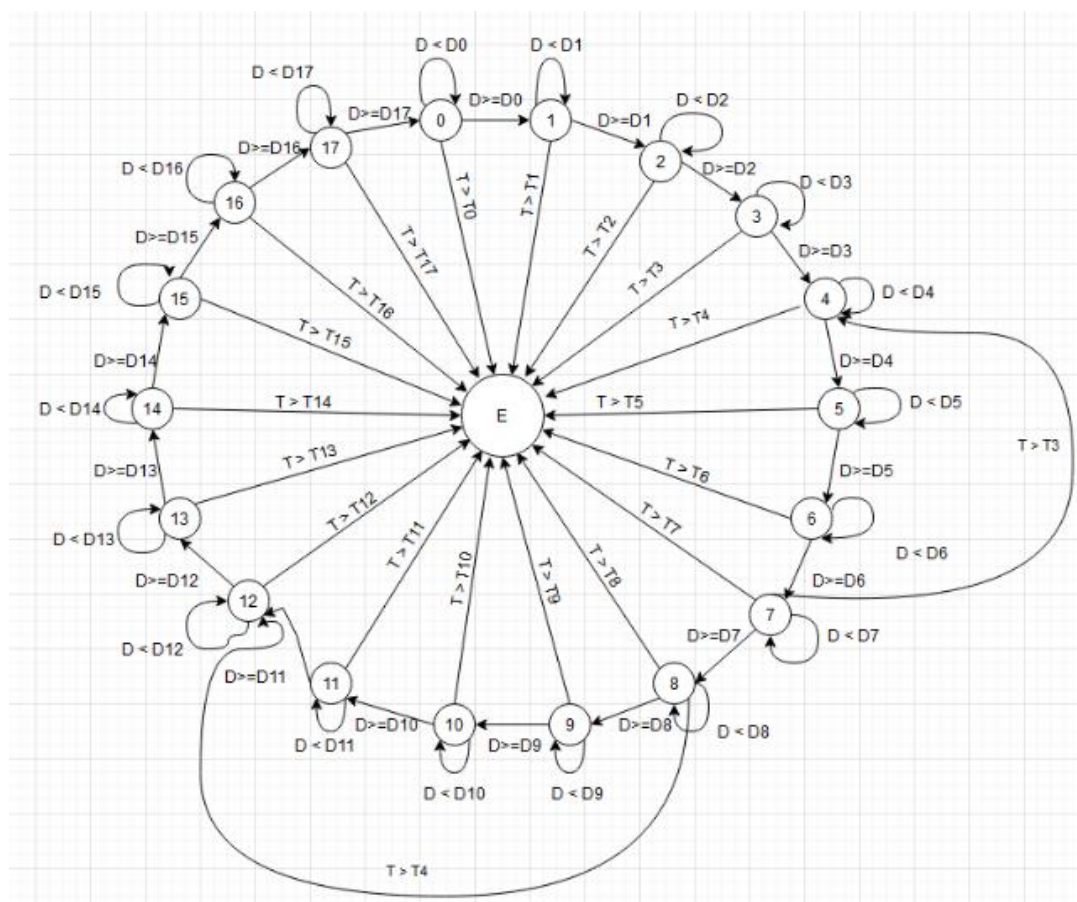 D < D0
D < D1
D < D17
D < D2
D>=D17
0
D>=D0
1
D>=D1
17
D>=D16
2
D>=D2
D < D16
D < D3
16
T > T0
T > T1
3
D>=D15
T > T17
T > T2
D>=D3
T > T3
D < D15
15
T > T16
4
D < D4
T > T15
T > T4
D>=D14
D>=D4
D < D14
14
T > T14
E
T > T5
5
D < D5
T > T3
D>=D13
T > T13
T > T6
D>=D5
13
T > T12
T > T7
6
D < D13
T > T11
T > T10
T > T9
T > T8
D < D6
D>=D12
D>=D6
12
7
D < D12
D>=D7
D < D7
D>=D11
11
8
D>=D10
10
D>=D9
9
D>=D8
D < D8
D < D11
D < D10
D < D9
T > T4